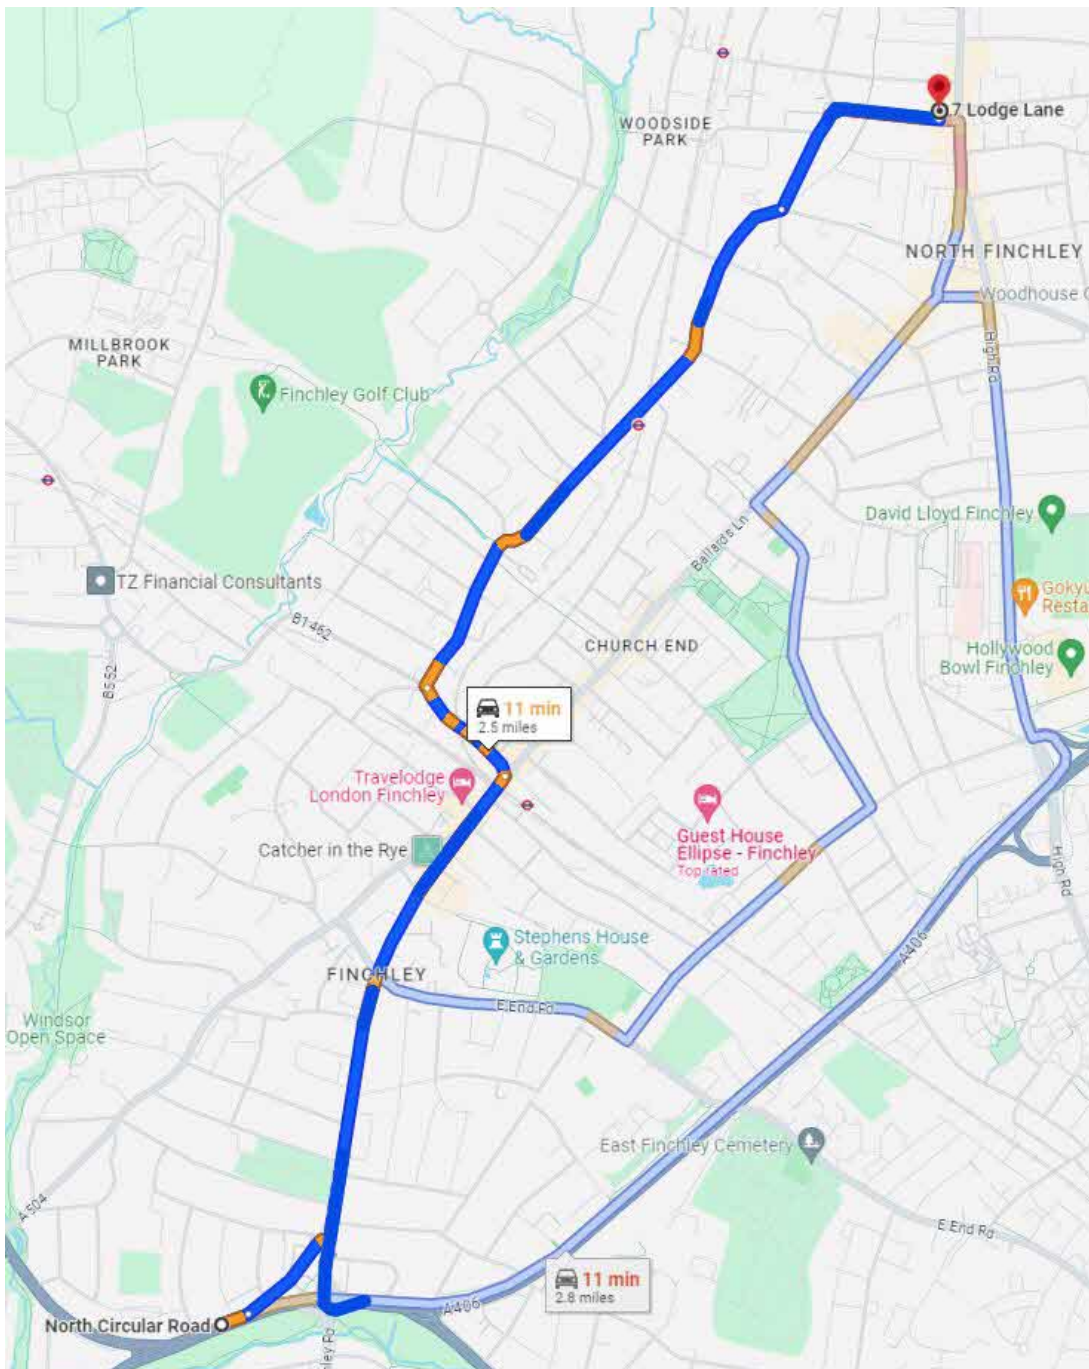 WOODSIDE
PARK
7 Lodge Lane
NORTH FINCHLEY
Woodhouse
High Rd
MILLBROOK
PARK
Finchley Golf Club
David Lloyd Finchley
Ballards Ln
TZ Financial Consultants
B1462
B552
CHURCH END
Hollywood
Bowl Finchley
11 min
2.5 miles
Travelodge
London Finchley
Catcher in the Rye
Guest House
Ellipse - Finchley
Top rated
High Rd
Stephens House
& Gardens
A406
FINCHLEY
E End Rd
Windsor
Open Space
East Finchley Cemetery
A504
E End Rd
11 min
2.8 miles
A406
North Circular Road